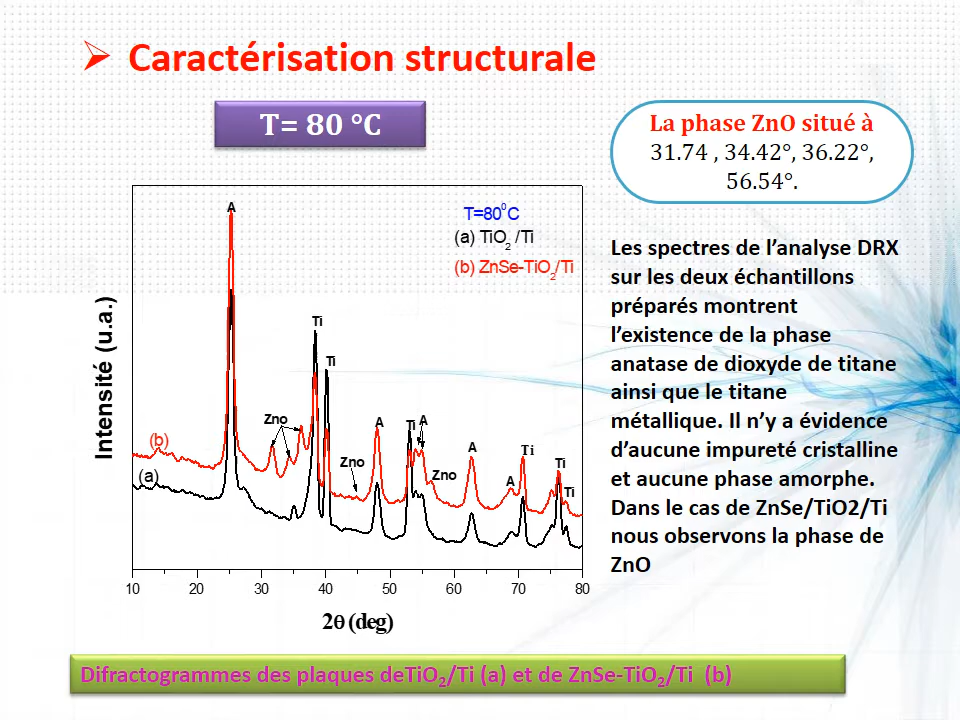 ➢ Caractérisation structurale
T= 80 °C
La phase ZnO situé à
31.74 , 34.42°, 36.22°,
56.54°.
Les spectres de l'analyse DRX
sur les deux échantillons
préparés montrent
l'existence de la phase
anatase de dioxyde de titane
ainsi que le titane
métallique. Il n'y a évidence
d'aucune impureté cristalline
et aucune phase amorphe.
Dans le cas de ZnSe/TiO2/Ti
nous observons la phase de
ZnO
T=80⁰C
(a) TiO₂ /Ti
(b) ZnSe-TiO₂/Ti
A
Ti
Ti
Zno
A
Ti
A
(b)
(a)
Zno
Zno
A
Ti
A
Ti
Ti
Intensité (u.a.)
10 20 30 40 50 60 70 80
2θ (deg)
Difractogrammes des plaques deTiO₂/Ti (a) et de ZnSe-TiO₂/Ti (b)